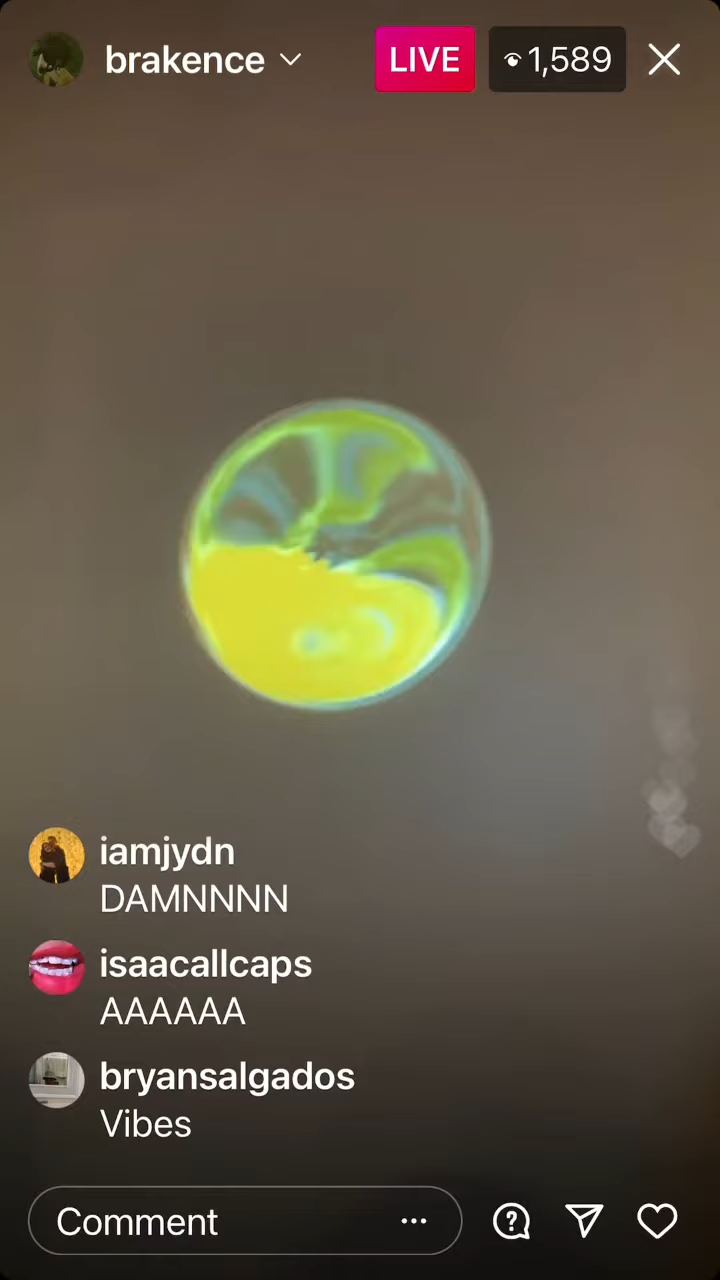 brakence LIVE 1,589
iamjydn
DAMNNNN
isaacallcaps
AAAAAA
bryansalgados
Vibes
Comment